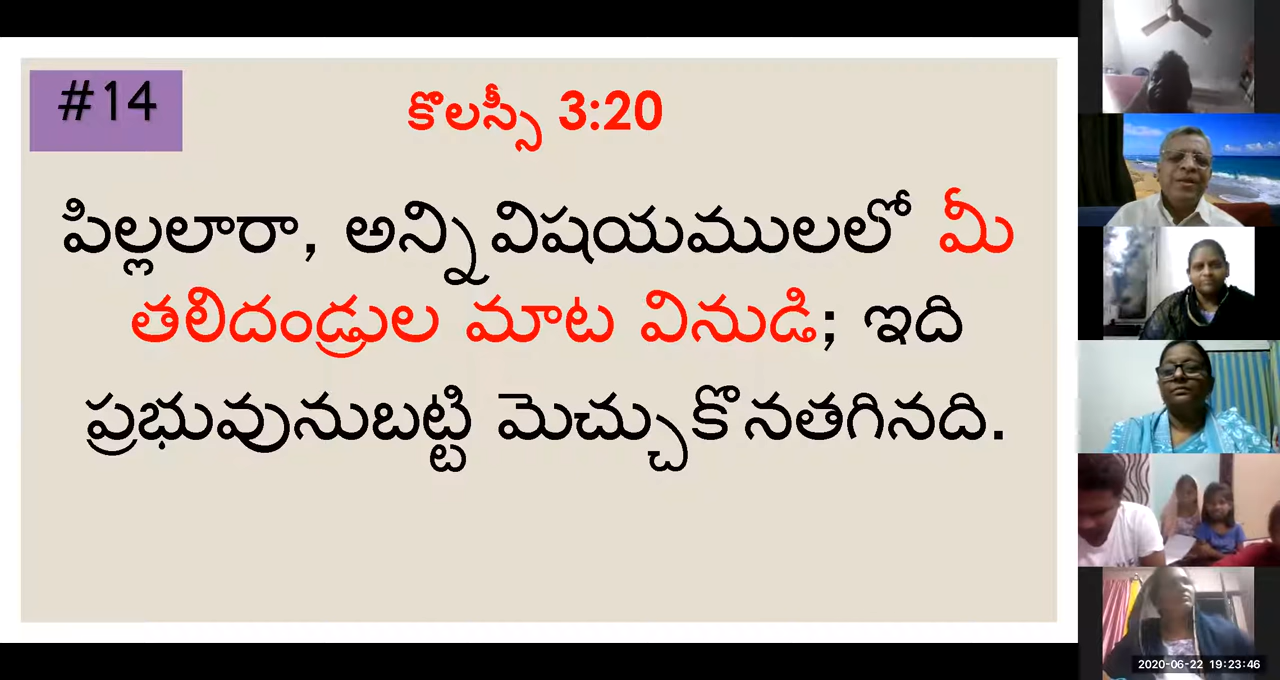 #14
కొలస్సీ 3:20
పిల్లలారా, అన్ని విషయములలో మీ
తలిదండ్రుల మాట వినుడి; ఇది
ప్రభువునుబట్టి మెచ్చుకొనతగినది.
2020-06-22 19:23:46